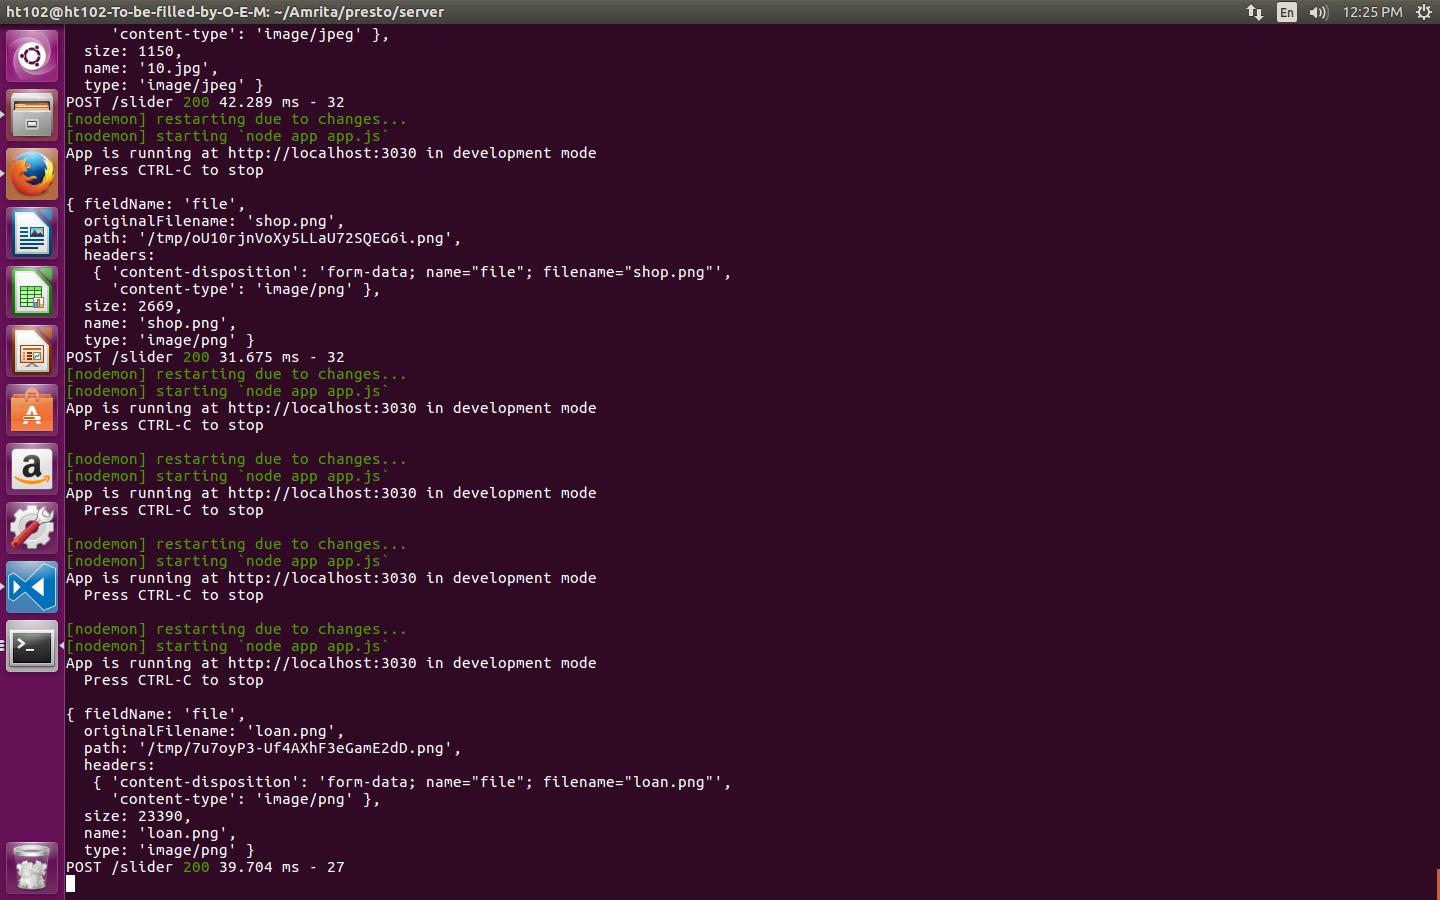 ht102@ht102-To-be-filled-by-O-E-M: ~/Amrita/presto/server
En
12:25 PM
'content-type': 'image/jpeg' },
size: 1150,
name: '10.jpg',
type: 'image/jpeg' }
POST /slider 200 42.289 ms - 32
[nodemon] restarting due to changes...
[nodemon] starting `node app app.js`
App is running at http://localhost:3030 in development mode
Press CTRL-C to stop
{ fieldName: 'file',
originalFilename: 'shop.png',
path: '/tmp/oU10rjnVoXy5LLaU72SQEG6i.png',
headers:
{ 'content-disposition': 'form-data; name="file"; filename="shop.png"',
'content-type': 'image/png' },
size: 2669,
name: 'shop.png',
type: 'image/png' }
POST /slider 200 31.675 ms - 32
[nodemon] restarting due to changes...
[nodemon] starting `node app app.js`
App is running at http://localhost:3030 in development mode
Press CTRL-C to stop
[nodemon] restarting due to changes...
[nodemon] starting `node app app.js`
App is running at http://localhost:3030 in development mode
Press CTRL-C to stop
[nodemon] restarting due to changes...
[nodemon] starting `node app app.js`
App is running at http://localhost:3030 in development mode
Press CTRL-C to stop
[nodemon] restarting due to changes...
[nodemon] starting `node app app.js`
App is running at http://localhost:3030 in development mode
Press CTRL-C to stop
{ fieldName: 'file',
originalFilename: 'loan.png',
path: '/tmp/7u7oyP3-Uf4AXhF3eGamE2dD.png',
headers:
{ 'content-disposition': 'form-data; name="file"; filename="loan.png"',
'content-type': 'image/png' },
size: 23390,
name: 'loan.png',
type: 'image/png' }
POST /slider 200 39.704 ms - 27